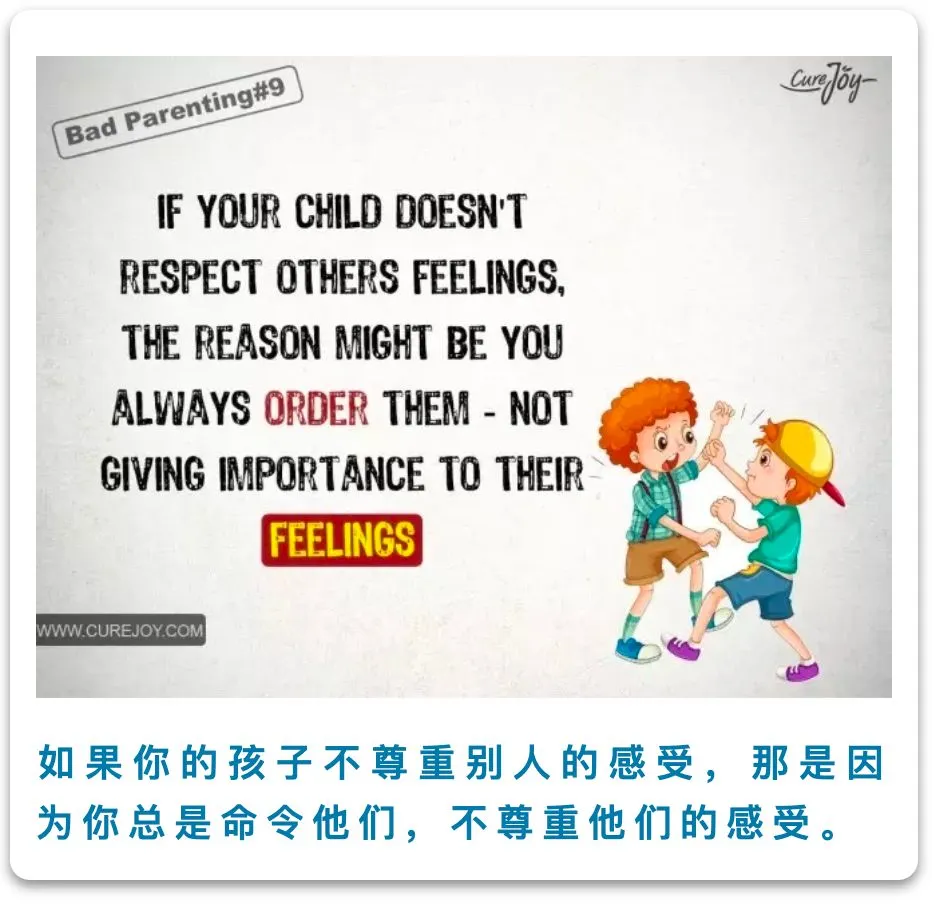 Bad Parenting#9
CureJoy
IF YOUR CHILD DOESN'T
RESPECT OTHERS FEELINGS,
THE REASON MIGHT BE YOU
ALWAYS ORDER THEM - NOT
GIVING IMPORTANCE TO THEIR
FEELINGS
WWW.CUREJOY.COM
如果你的孩子不尊重别人的感受，那是因
为你总是命令他们，不尊重他们的感受。